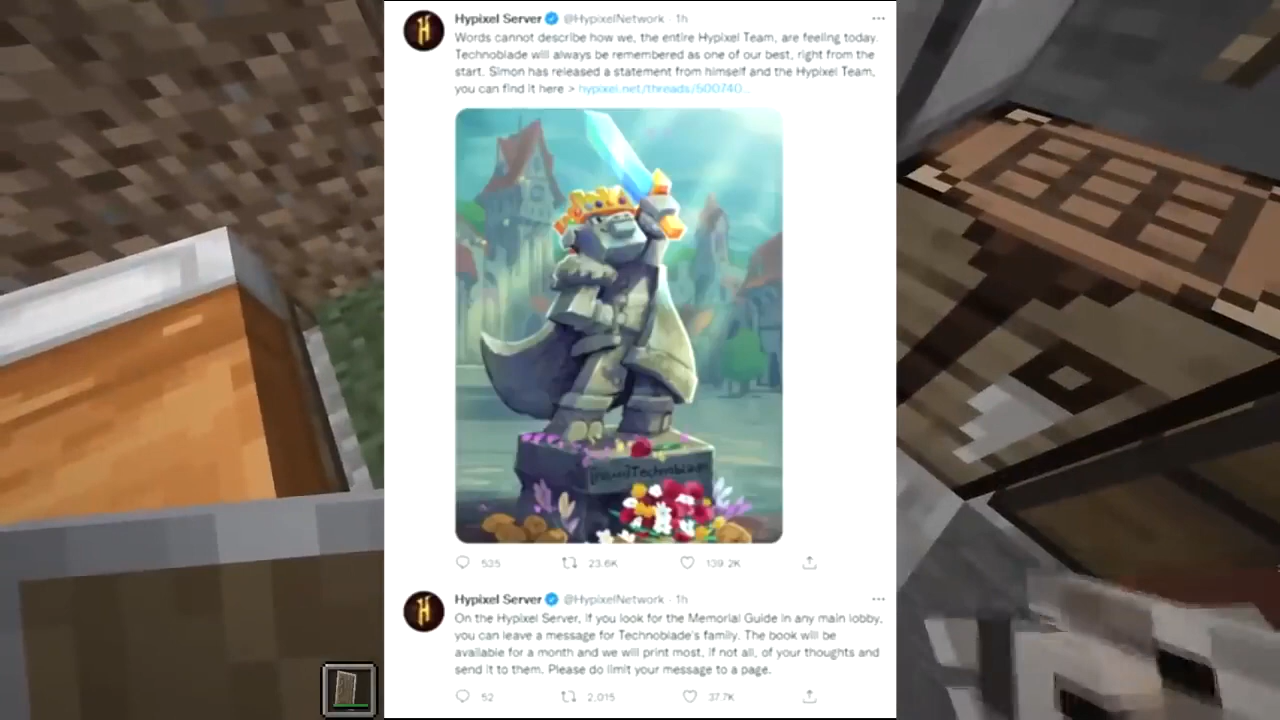 Hypixel Server @HypixelNetwork · 1h
Words cannot describe how we, the entire Hypixel Team, are feeling today.
Technoblade will always be remembered as one of our best, right from the
start. Simon has released a statement from himself and the Hypixel Team,
you can find it here > hypixel.net/threads/500740...
Technoblade
535 23.6K 139.2K
Hypixel Server @HypixelNetwork · 1h
On the Hypixel Server, if you look for the Memorial Guide in any main lobby,
you can leave a message for Technoblade's family. The book will be
available for a month and we will print most, if not all, of your thoughts and
send it to them. Please do limit your message to a page.
52 2,015 37.7K